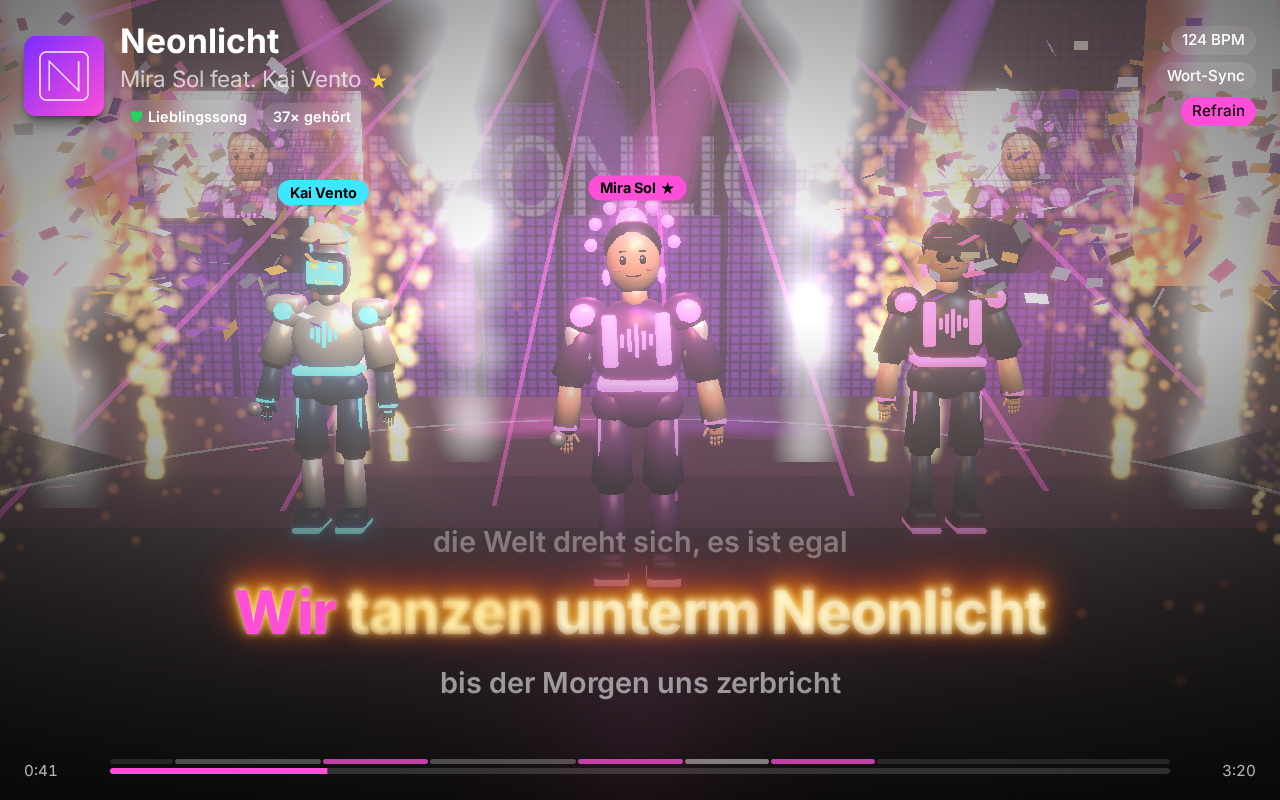 Neonlicht
Mira Sol feat. Kai Vento ★
Lieblingssong
37× gehört
124 BPM
Wort-Sync
Refrain
N
Kai Vento
Mira Sol ★
die Welt dreht sich, es ist egal
Wir tanzen unterm Neonlicht
bis der Morgen uns zerbricht
0:41
3:20